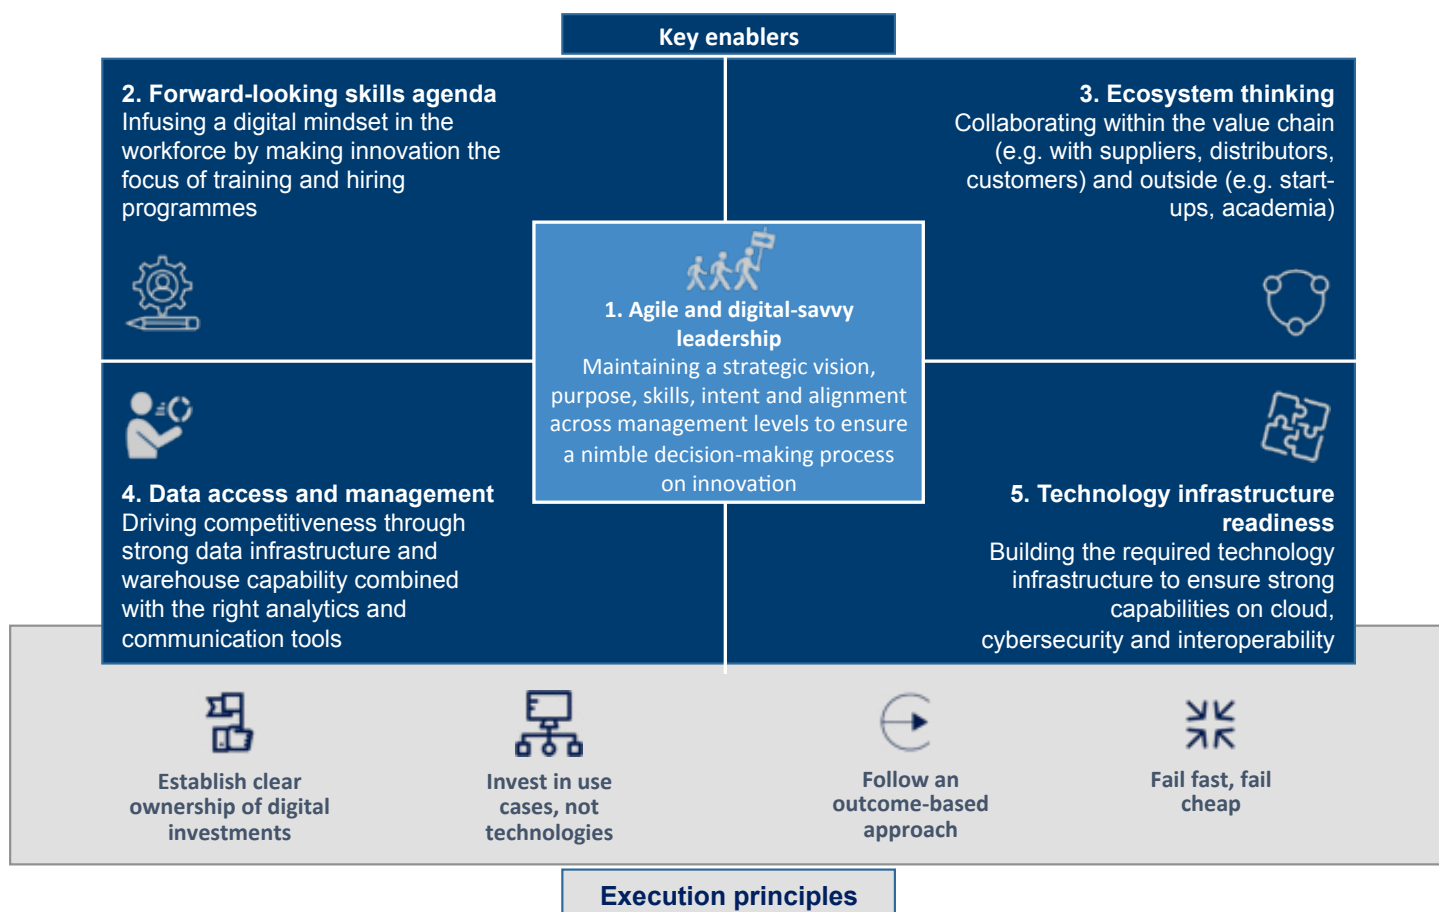 Key enablers
2. Forward-looking skills agenda
Infusing a digital mindset in the
workforce by making innovation the
focus of training and hiring
programmes
3. Ecosystem thinking
Collaborating within the value chain
(e.g. with suppliers, distributors,
customers) and outside (e.g. start-
ups, academia)
1. Agile and digital-savvy
leadership
Maintaining a strategic vision,
purpose, skills, intent and alignment
across management levels to ensure
a nimble decision-making process
on innovation
4. Data access and management
Driving competitiveness through
strong data infrastructure and
warehouse capability combined
with the right analytics and
communication tools
5. Technology infrastructure
readiness
Building the required technology
infrastructure to ensure strong
capabilities on cloud,
cybersecurity and interoperability
Establish clear
ownership of digital
investments
Invest in use
cases, not
technologies
Follow an
outcome-based
approach
Fail fast, fail
cheap
Execution principles